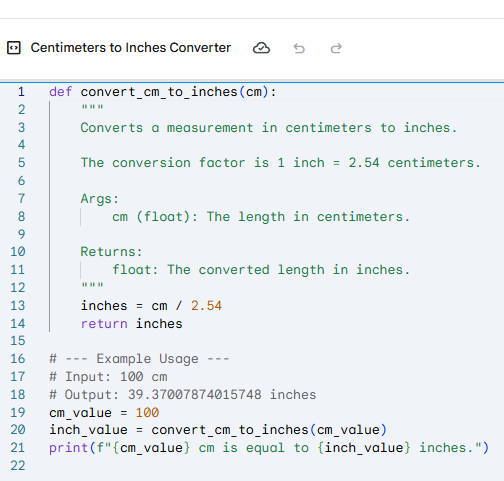 Centimeters to Inches Converter
1 def convert_cm_to_inches(cm):
2     """
3     Converts a measurement in centimeters to inches.
4
5     The conversion factor is 1 inch = 2.54 centimeters.
6
7     Args:
8         cm (float): The length in centimeters.
9
10     Returns:
11         float: The converted length in inches.
12     """
13     inches = cm / 2.54
14     return inches
15
16 # --- Example Usage ---
17 # Input: 100 cm
18 # Output: 39.37007874015748 inches
19 cm_value = 100
20 inch_value = convert_cm_to_inches(cm_value)
21 print(f"{cm_value} cm is equal to {inch_value} inches.")
22